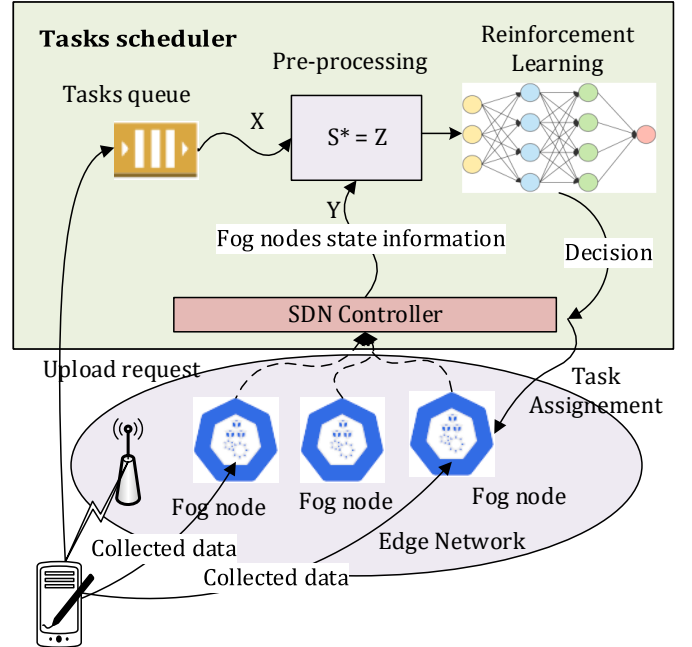 Tasks scheduler
Reinforcement
Learning
Pre-processing
Tasks queue
X
S* = Z
Y
Fog nodes state information
Decision
SDN Controller
Upload request
Task
Assignement
Fog node
Fog node
Fog node
Edge Network
Collected data
Collected data